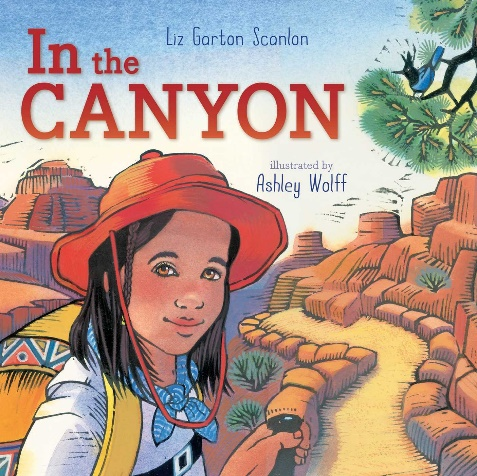 Liz Garton Scanlon
In the
CANYON
illustrated by
Ashley Wolff